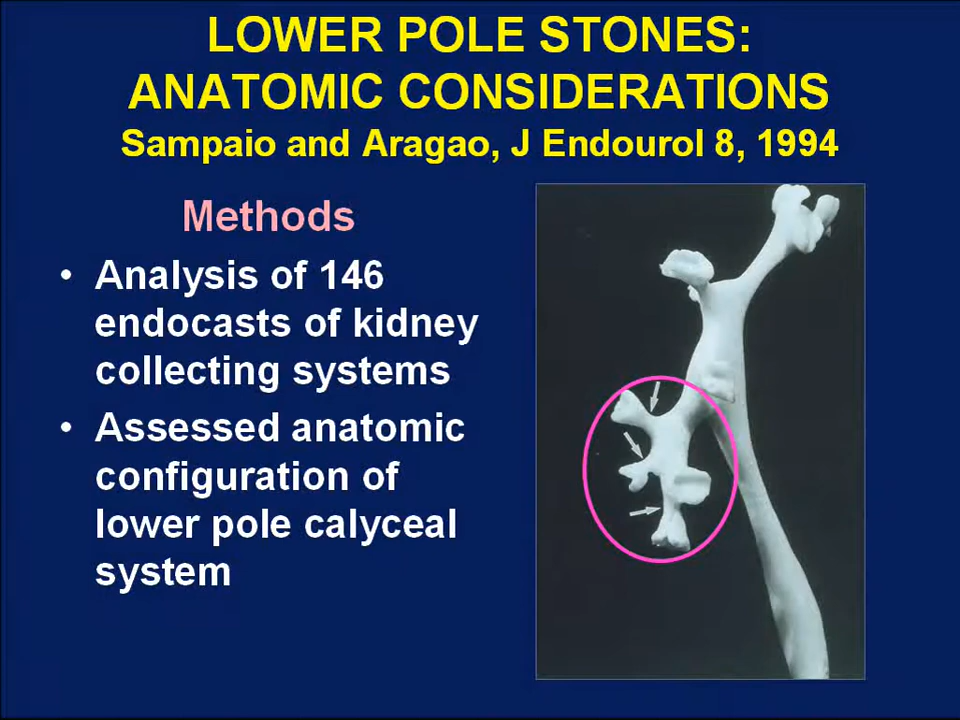 LOWER POLE STONES:
ANATOMIC CONSIDERATIONS
Sampaio and Aragao, J Endourol 8, 1994
Methods
• Analysis of 146
endocasts of kidney
collecting systems
• Assessed anatomic
configuration of
lower pole calyceal
system